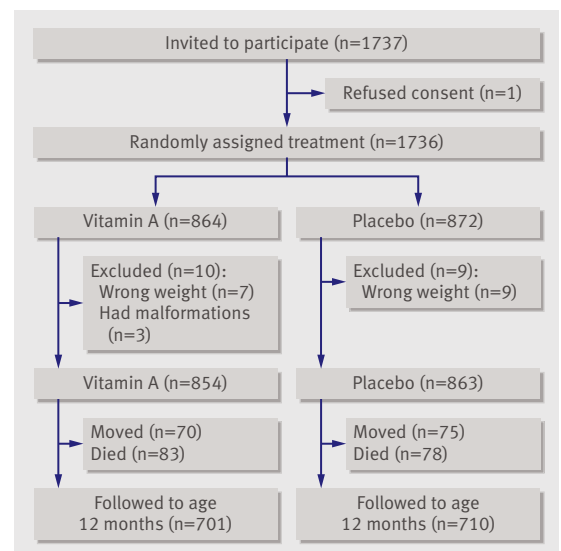 Invited to participate (n=1737)
Refused consent (n=1)
Randomly assigned treatment (n=1736)
Vitamin A (n=864)
Placebo (n=872)
Excluded (n=10):
Wrong weight (n=7)
Had malformations
(n=3)
Excluded (n=9):
Wrong weight (n=9)
Vitamin A (n=854)
Placebo (n=863)
Moved (n=70)
Died (n=83)
Moved (n=75)
Died (n=78)
Followed to age
12 months (n=701)
Followed to age
12 months (n=710)